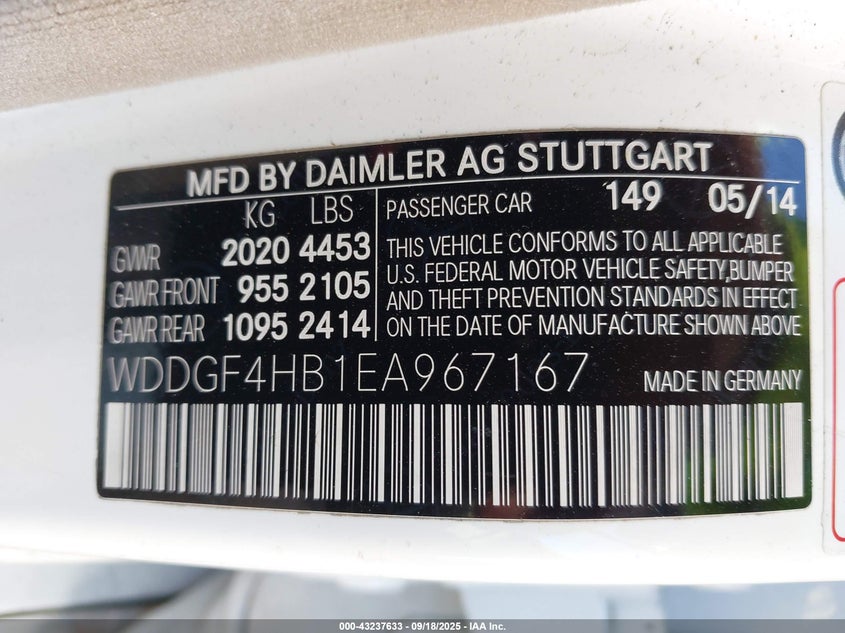 MFD BY DAIMLER AG STUTTGART
KG LBS
GVWR 2020 4453
GAWR FRONT 955 2105
GAWR REAR 1095 2414
PASSENGER CAR 149 05/14
THIS VEHICLE CONFORMS TO ALL APPLICABLE
U.S. FEDERAL MOTOR VEHICLE SAFETY,BUMPER
AND THEFT PREVENTION STANDARDS IN EFFECT
ON THE DATE OF MANUFACTURE SHOWN ABOVE
WDDGF4HB1EA967167 MADE IN GERMANY
000-43237633 - 09/18/2025 - IAA Inc.